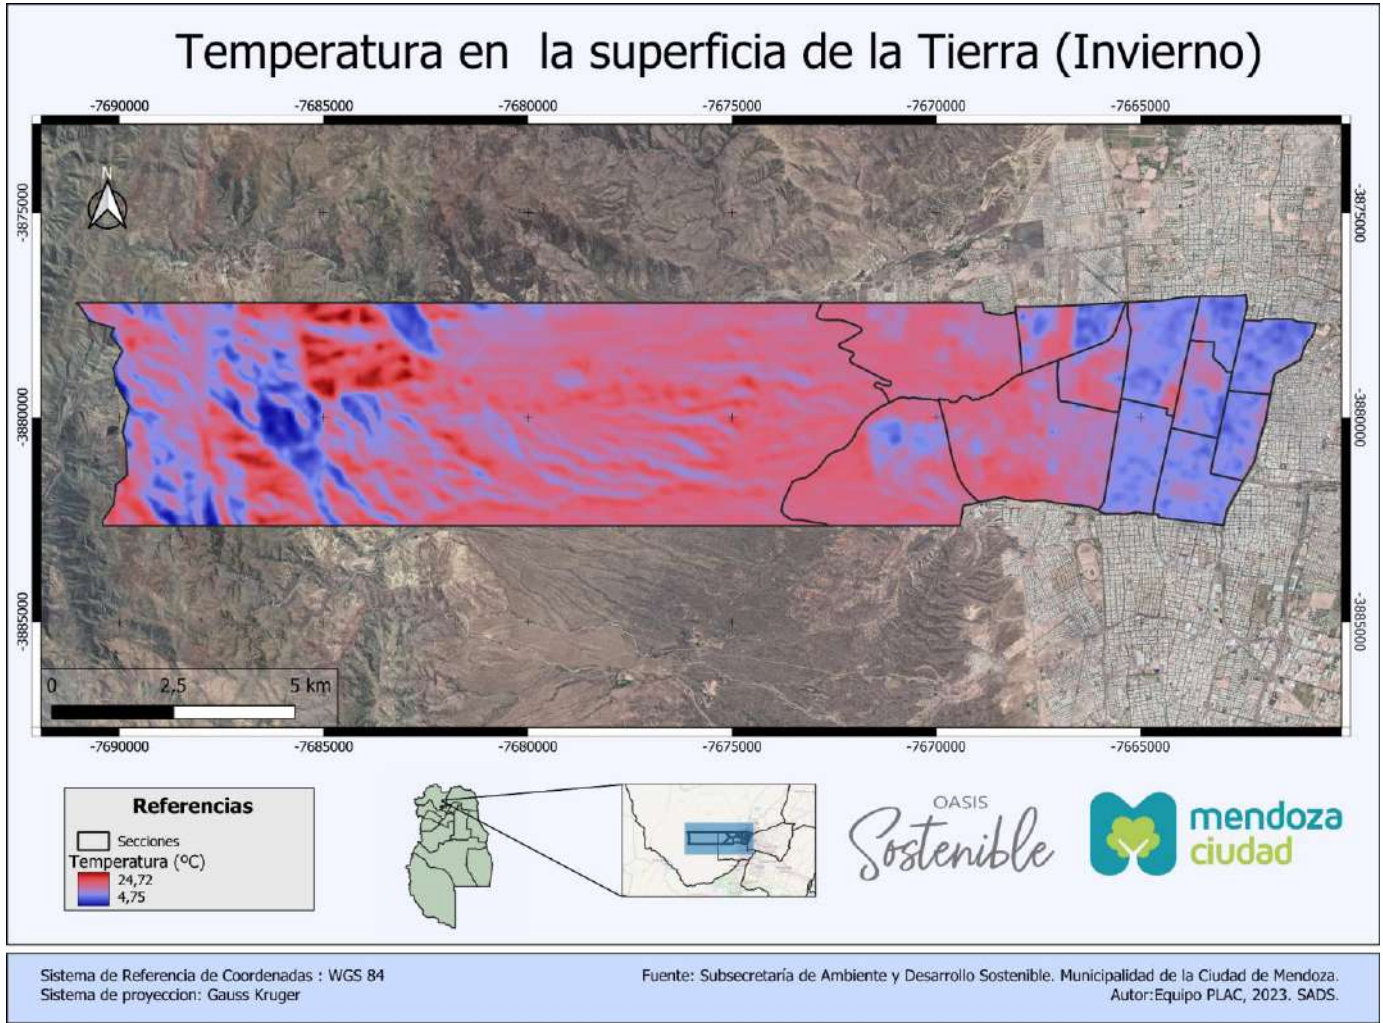 Temperatura en la superficia de la Tierra (Invierno)
-7690000 -7685000 -7680000 -7675000 -7670000 -7665000
N
-3875000 -3875000
-3880000 -3880000
-3885000 -3885000
0 2,5 5 km
-7690000 -7685000 -7680000 -7675000 -7670000 -7665000
Referencias
Secciones
Temperatura (ºC)
24,72
4,75
OASIS
Sostenible
mendoza
ciudad
Sistema de Referencia de Coordenadas : WGS 84
Sistema de proyeccion: Gauss Kruger
Fuente: Subsecretaría de Ambiente y Desarrollo Sostenible. Municipalidad de la Ciudad de Mendoza.
Autor:Equipo PLAC, 2023. SADS.